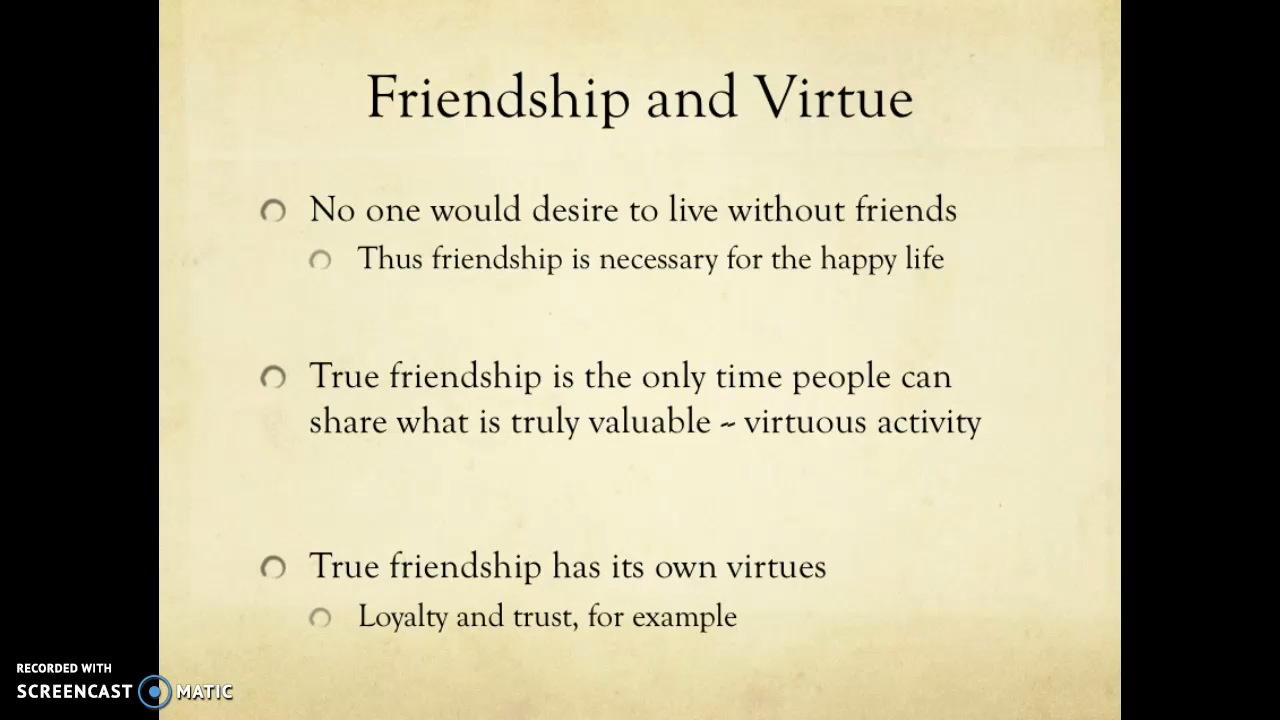 Friendship and Virtue
No one would desire to live without friends
Thus friendship is necessary for the happy life
True friendship is the only time people can
share what is truly valuable ~ virtuous activity
True friendship has its own virtues
Loyalty and trust, for example
RECORDED WITH
SCREENCAST MATIC